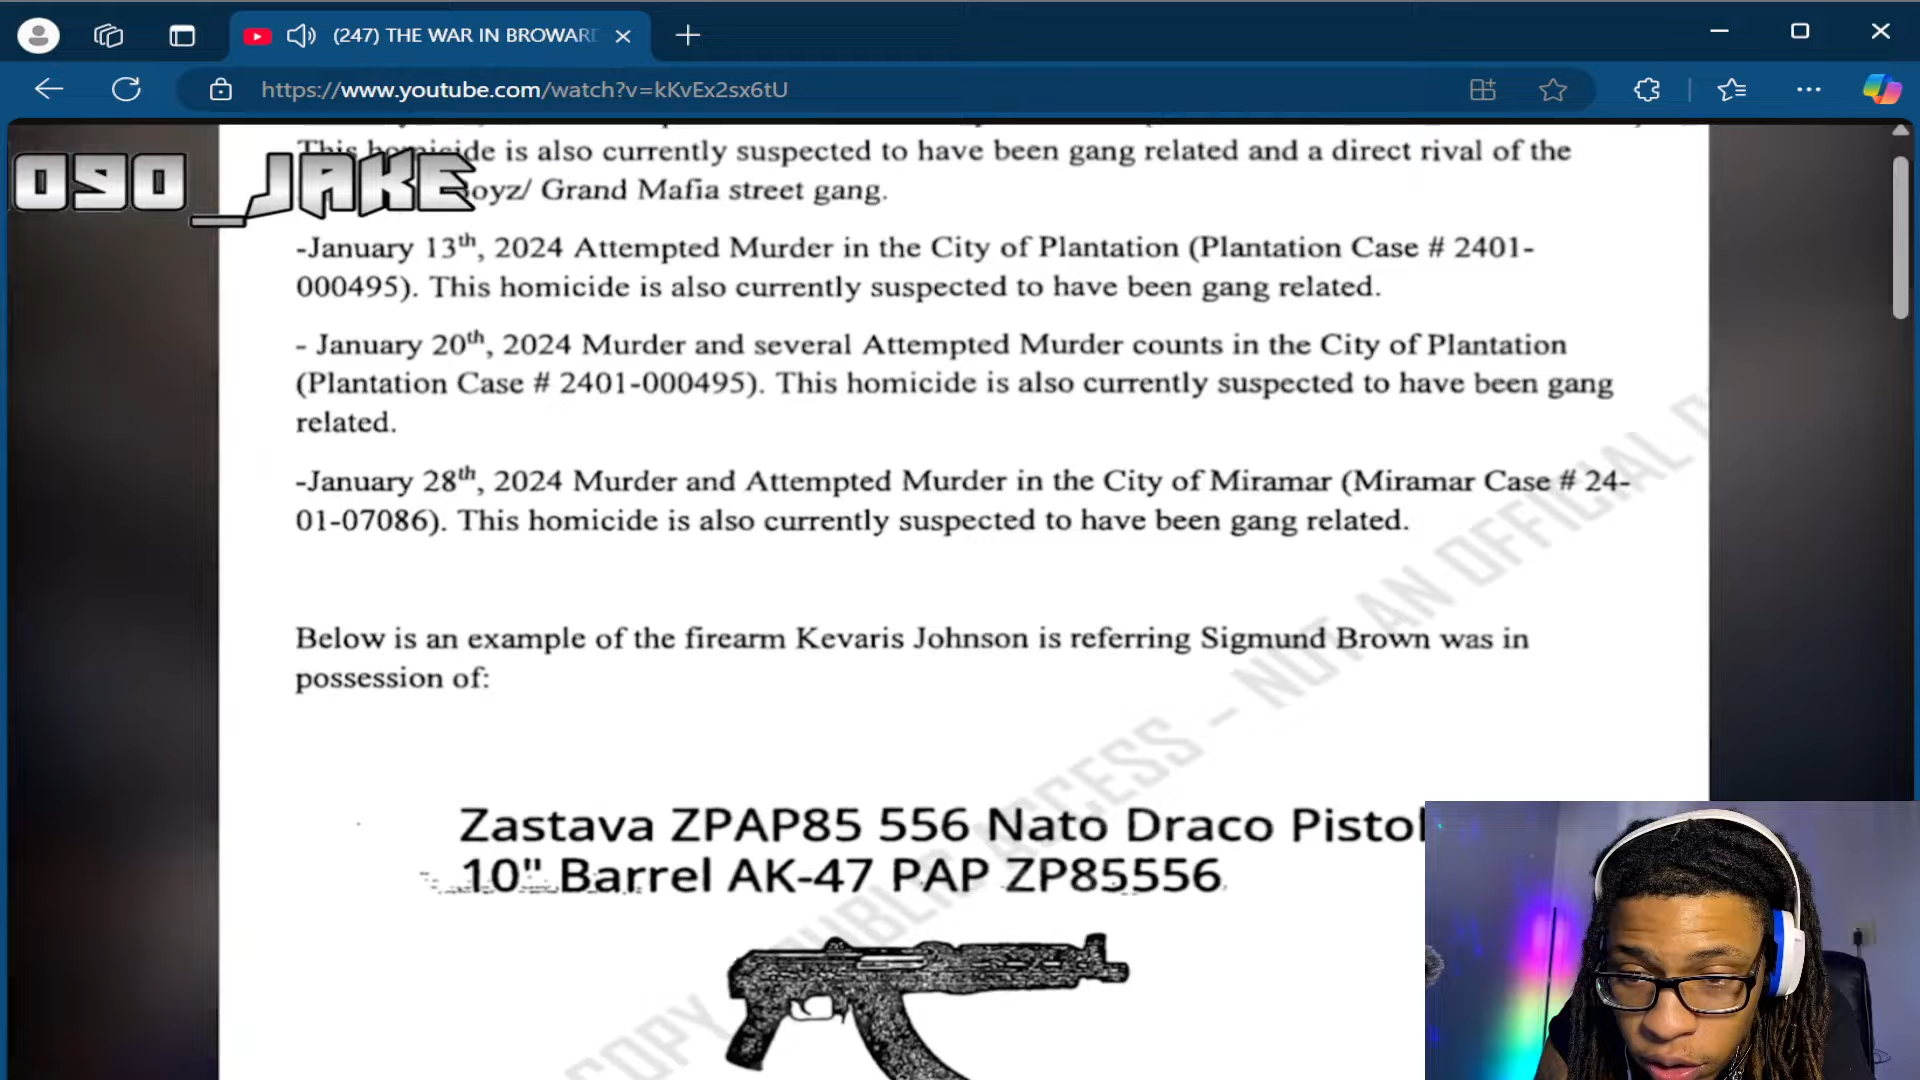 (247) THE WAR IN BROWARD
https://www.youtube.com/watch?v=kKvEx2sx6tU
090_JAKE
This homicide is also currently suspected to have been gang related and a direct rival of the
oyz/ Grand Mafia street gang.
-January 13th, 2024 Attempted Murder in the City of Plantation (Plantation Case # 2401-
000495). This homicide is also currently suspected to have been gang related.
- January 20th, 2024 Murder and several Attempted Murder counts in the City of Plantation
(Plantation Case # 2401-000495). This homicide is also currently suspected to have been gang
related.
-January 28th, 2024 Murder and Attempted Murder in the City of Miramar (Miramar Case # 24-
01-07086). This homicide is also currently suspected to have been gang related.
Below is an example of the firearm Kevaris Johnson is referring Sigmund Brown was in
possession of:
Zastava ZPAP85 556 Nato Draco Pistol
10" Barrel AK-47 PAP ZP85556
COPY PUBLIC ACCESS - NOT AN OFFICIAL